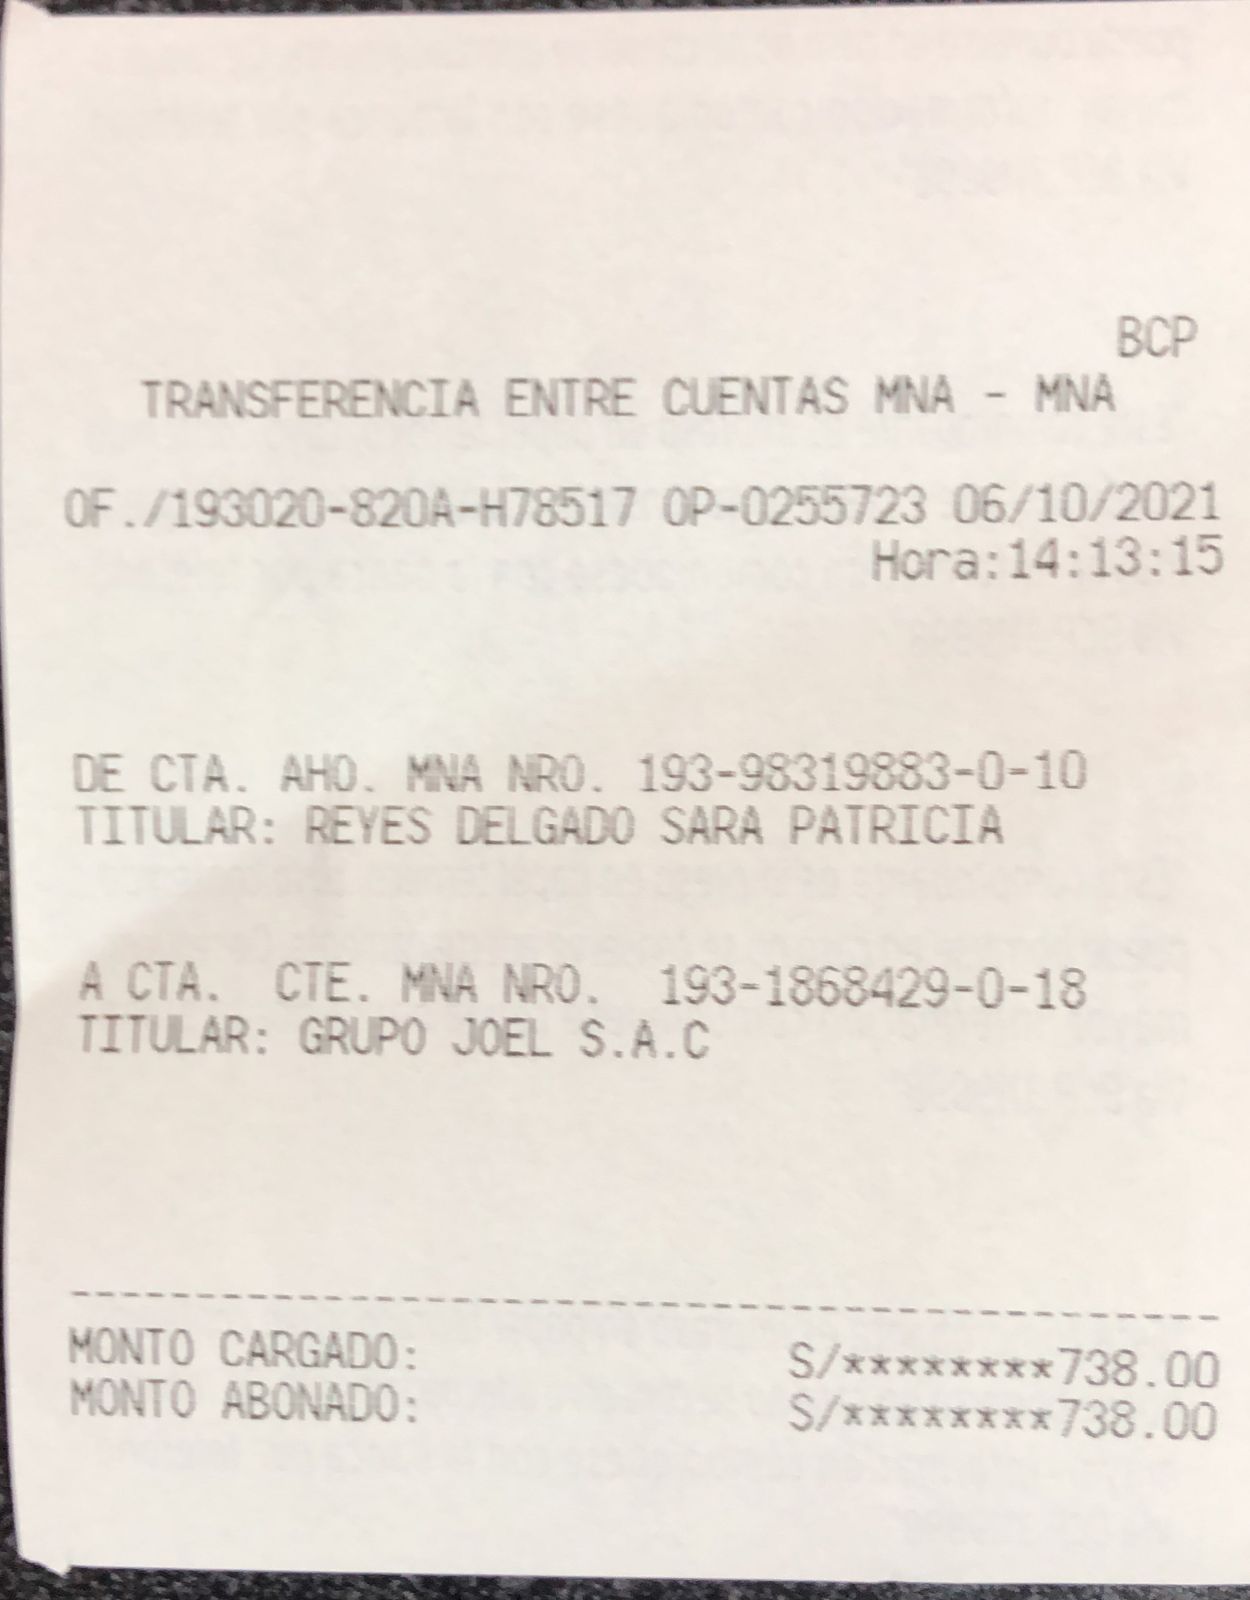 BCP
TRANSFERENCIA ENTRE CUENTAS MNA - MNA
OF./193020-820A-H78517 OP-0255723 06/10/2021
Hora:14:13:15
DE CTA. AHO. MNA NRO. 193-98319883-0-10
TITULAR: REYES DELGADO SARA PATRICIA
A CTA. CTE. MNA NRO. 193-1868429-0-18
TITULAR: GRUPO JOEL S.A.C
MONTO CARGADO: S/********738.00
MONTO ABONADO: S/********738.00